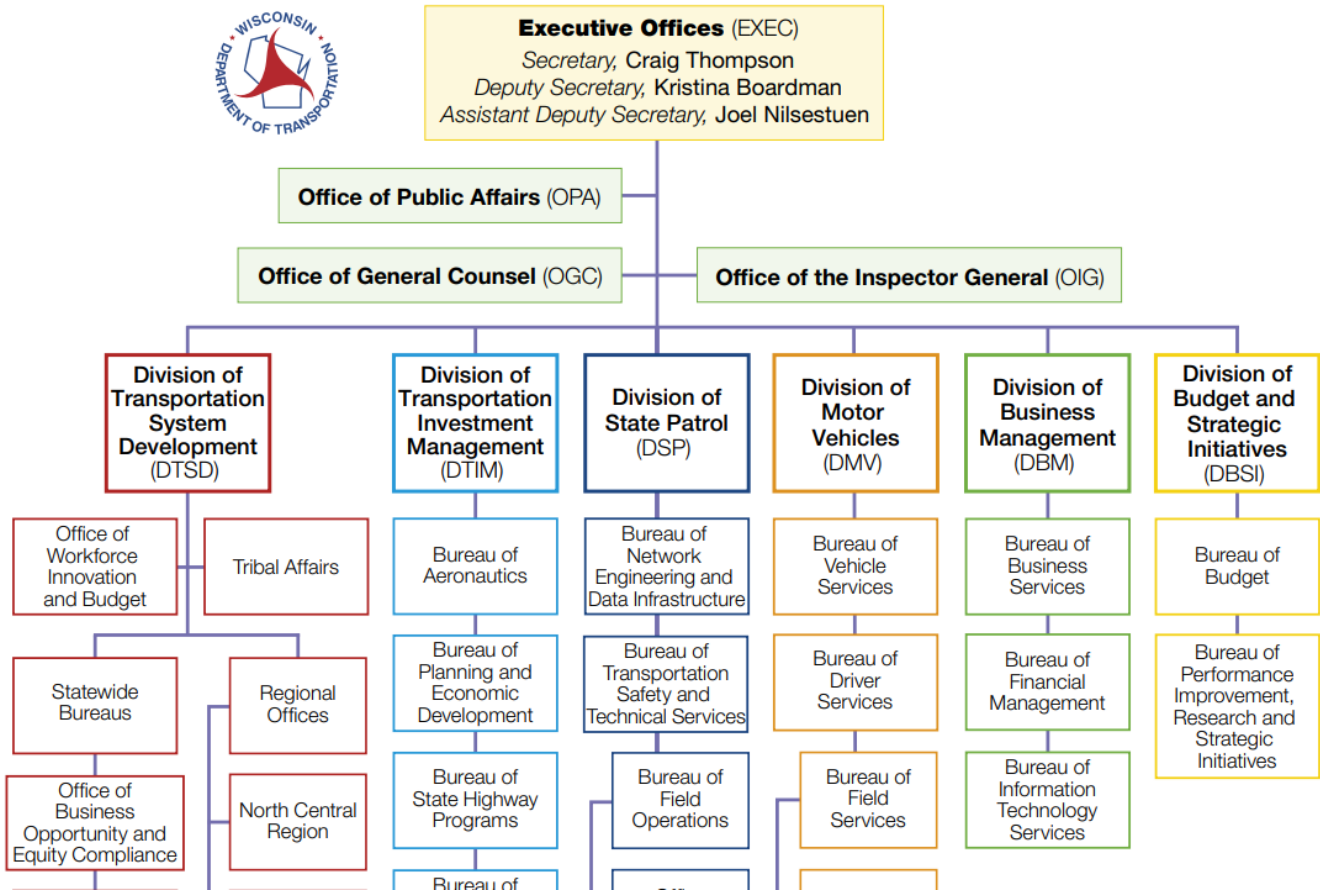 WISCONSIN
DEPARTMENT OF TRANSPORTATION
Executive Offices (EXEC)
Secretary, Craig Thompson
Deputy Secretary, Kristina Boardman
Assistant Deputy Secretary, Joel Nilsestuen
Office of Public Affairs (OPA)
Office of General Counsel (OGC)
Office of the Inspector General (OIG)
Division of
Transportation
System
Development
(DTSD)
Division of
Transportation
Investment
Management
(DTIM)
Division of
State Patrol
(DSP)
Division of
Motor
Vehicles
(DMV)
Division of
Business
Management
(DBM)
Division of
Budget and
Strategic
Initiatives
(DBSI)
Office of
Workforce
Innovation
and Budget
Tribal Affairs
Bureau of
Aeronautics
Bureau of
Network
Engineering and
Data Infrastructure
Bureau of
Vehicle
Services
Bureau of
Business
Services
Bureau of
Budget
Statewide
Bureaus
Regional
Offices
Bureau of
Planning and
Economic
Development
Bureau of
Transportation
Safety and
Technical Services
Bureau of
Driver
Services
Bureau of
Financial
Management
Bureau of
Performance
Improvement,
Research and
Strategic
Initiatives
Office of
Business
Opportunity and
Equity Compliance
North Central
Region
Bureau of
State Highway
Programs
Bureau of
Field
Operations
Bureau of
Field
Services
Bureau of
Information
Technology
Services
Bureau of